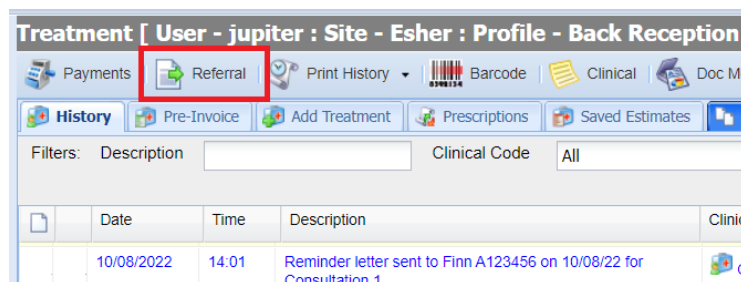 Treatment [ User - jupiter : Site - Esher : Profile - Back Reception
Payments Referral Print History Barcode Clinical Doc M
History Pre-Invoice Add Treatment Prescriptions Saved Estimates
Filters: Description Clinical Code All
Date Time Description Clinic
10/08/2022 14:01 Reminder letter sent to Finn A123456 on 10/08/22 for
Consultation 1